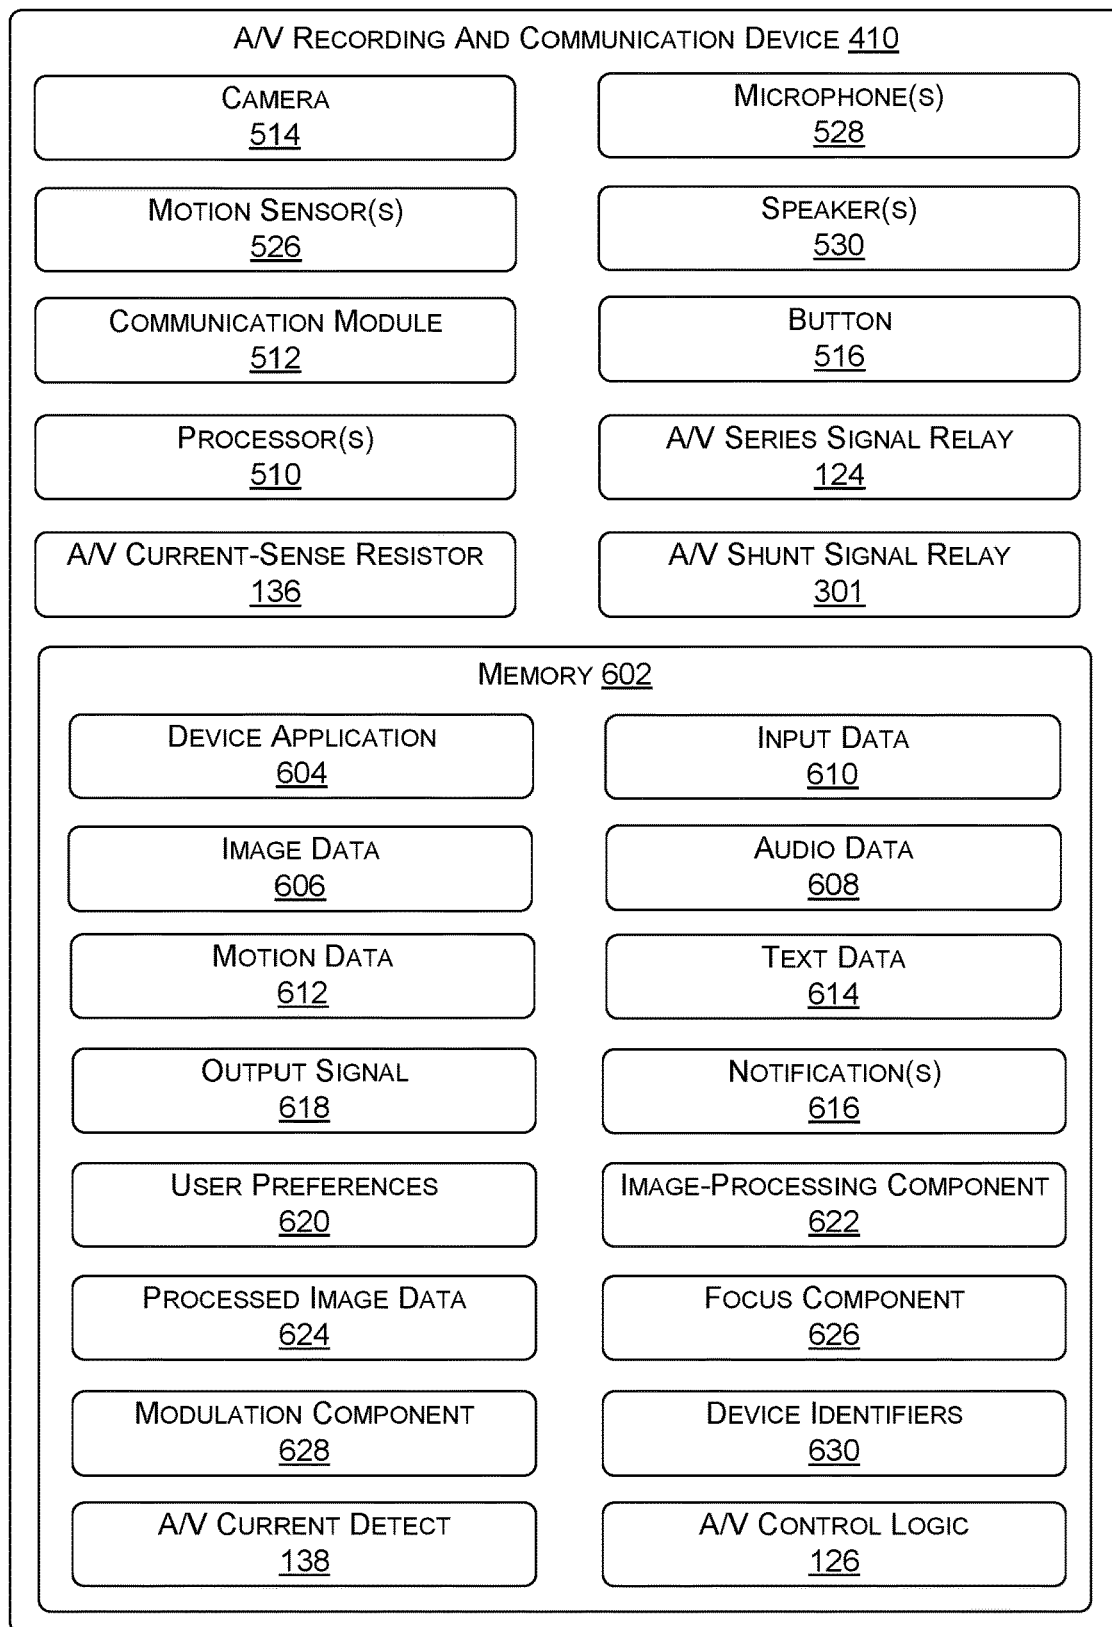 A/V RECORDING AND COMMUNICATION DEVICE 410
CAMERA
514
MICROPHONE(S)
528
MOTION SENSOR(S)
526
SPEAKER(S)
530
COMMUNICATION MODULE
512
BUTTON
516
PROCESSOR(S)
510
A/V SERIES SIGNAL RELAY
124
A/V CURRENT-SENSE RESISTOR
136
A/V SHUNT SIGNAL RELAY
301
MEMORY 602
DEVICE APPLICATION
604
INPUT DATA
610
IMAGE DATA
606
AUDIO DATA
608
MOTION DATA
612
TEXT DATA
614
OUTPUT SIGNAL
618
NOTIFICATION(S)
616
USER PREFERENCES
620
IMAGE-PROCESSING COMPONENT
622
PROCESSED IMAGE DATA
624
FOCUS COMPONENT
626
MODULATION COMPONENT
628
DEVICE IDENTIFIERS
630
A/V CURRENT DETECT
138
A/V CONTROL LOGIC
126